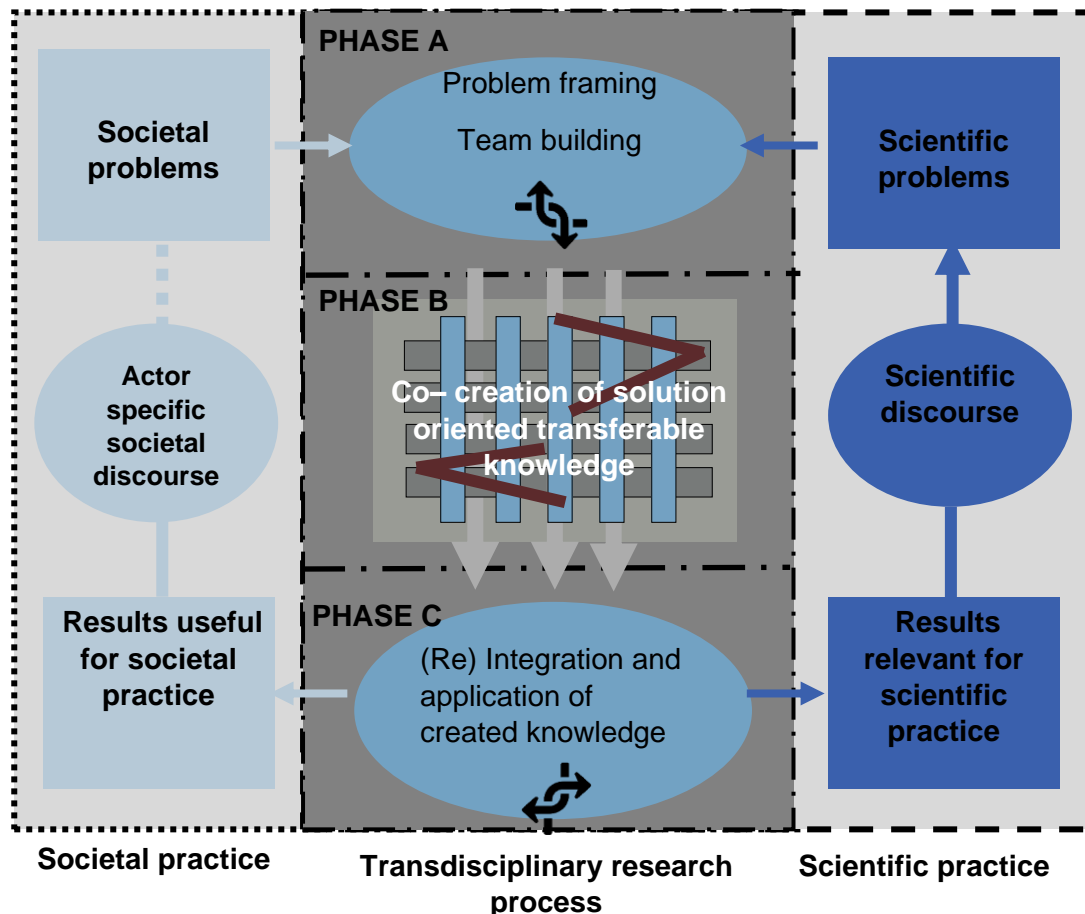 PHASE A
Problem framing
Team building
Societal
problems
Scientific
problems
PHASE B
Co– creation of solution
oriented transferable
knowledge
Actor
specific
societal
discourse
Scientific
discourse
PHASE C
(Re) Integration and
application of
created knowledge
Results useful
for societal
practice
Results
relevant for
scientific
practice
Societal practice
Transdisciplinary research
process
Scientific practice